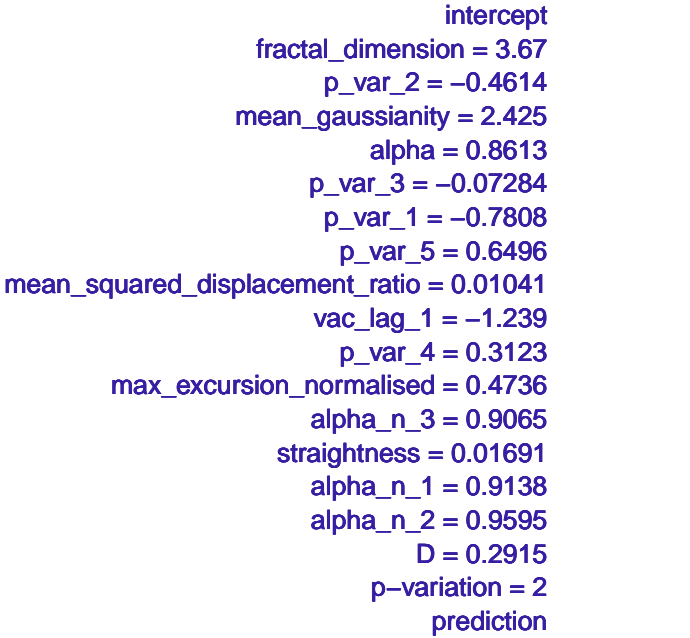 intercept
fractal_dimension = 3.67
p_var_2 = −0.4614
mean_gaussianity = 2.425
alpha = 0.8613
p_var_3 = −0.07284
p_var_1 = −0.7808
p_var_5 = 0.6496
mean_squared_displacement_ratio = 0.01041
vac_lag_1 = −1.239
p_var_4 = 0.3123
max_excursion_normalised = 0.4736
alpha_n_3 = 0.9065
straightness = 0.01691
alpha_n_1 = 0.9138
alpha_n_2 = 0.9595
D = 0.2915
p−variation = 2
prediction